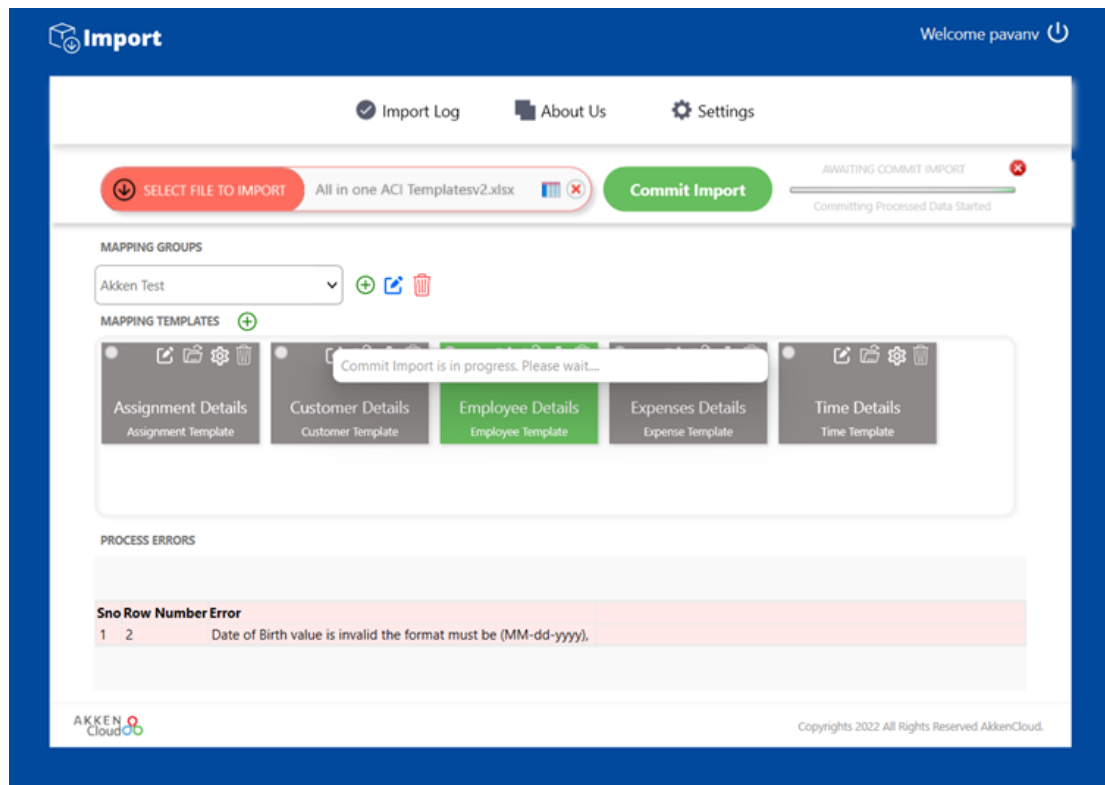 Import
Welcome pavanv
Import Log About Us Settings
SELECT FILE TO IMPORT All in one ACI Templatesv2.xlsx Commit Import
AWAITING COMMIT IMPORT
Committing Processed Data Started
MAPPING GROUPS
Akken Test
MAPPING TEMPLATES
Commit Import is in progress. Please wait....
Assignment Details Customer Details Employee Details Expenses Details Time Details
Assignment Template Customer Template Employee Template Expense Template Time Template
PROCESS ERRORS
Sno Row Number Error
1 2 Date of Birth value is invalid the format must be (MM-dd-yyyy),
AKKEN
Cloud
Copyrights 2022 All Rights Reserved AkkenCloud.